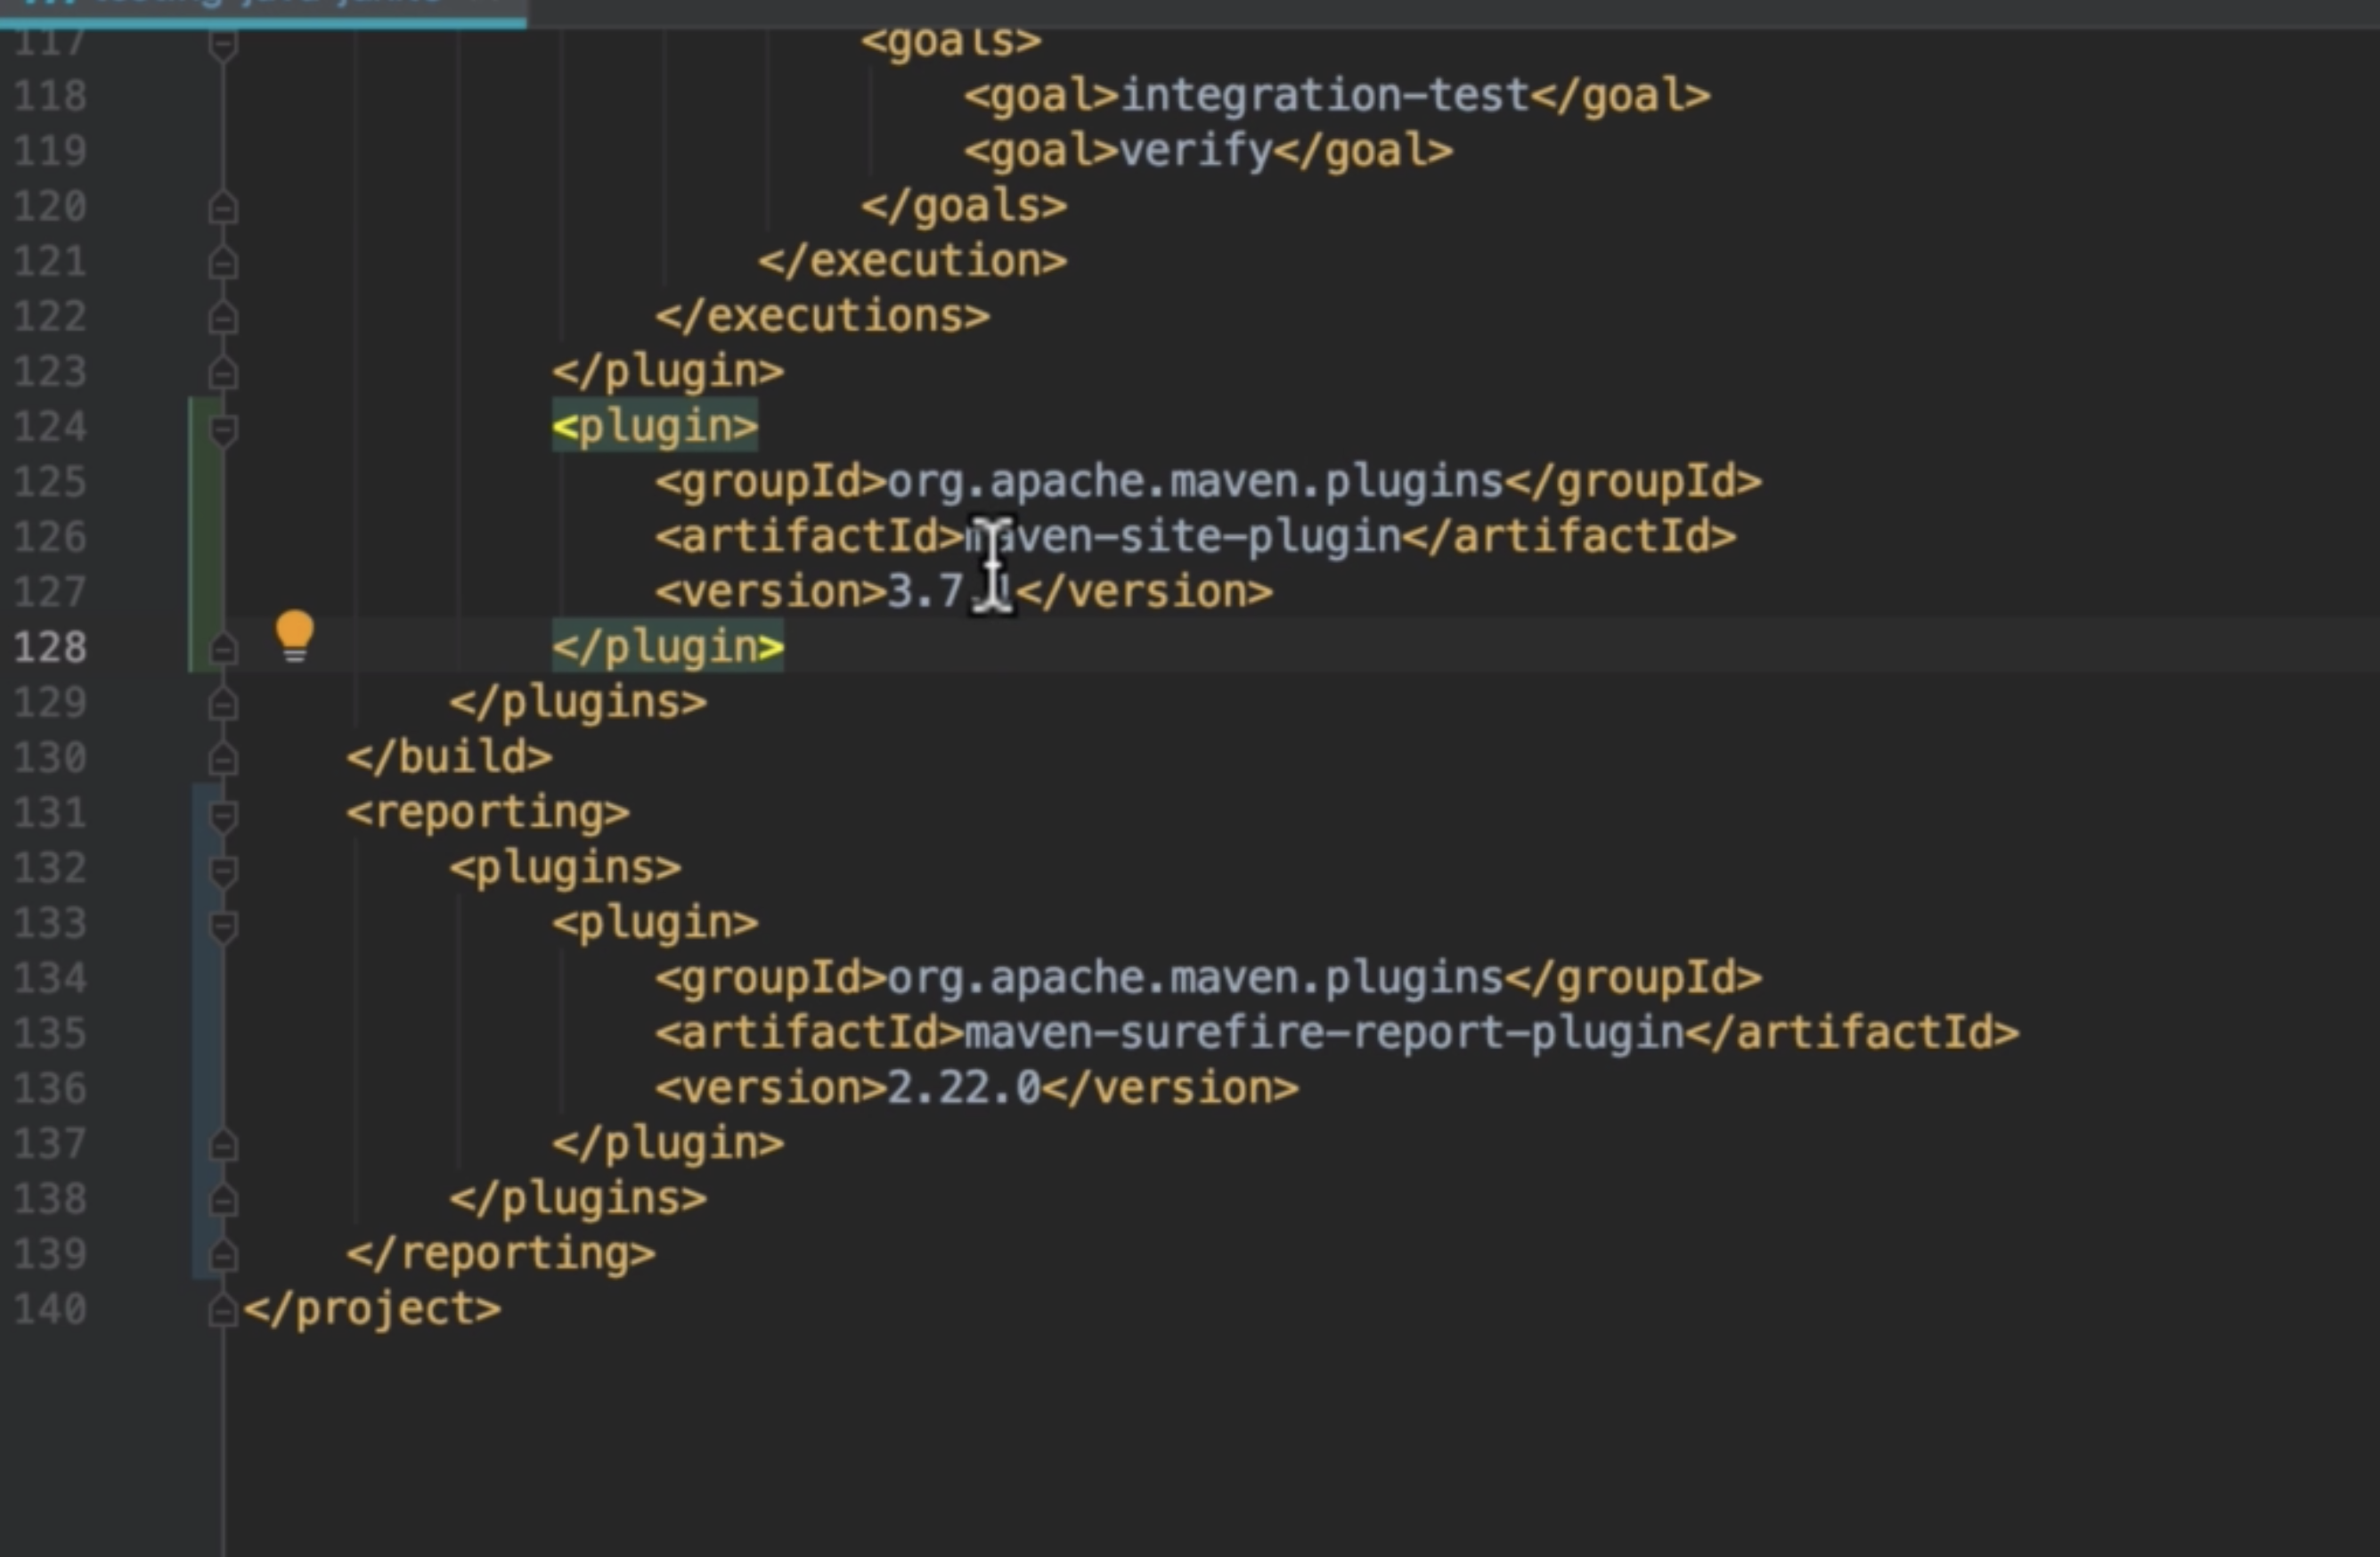 117 <goals>
118 <goal>integration-test</goal>
119 <goal>verify</goal>
120 </goals>
121 </execution>
122 </executions>
123 </plugin>
124 <plugin>
125 <groupId>org.apache.maven.plugins</groupId>
126 <artifactId>maven-site-plugin</artifactId>
127 <version>3.7.1</version>
128 </plugin>
129 </plugins>
130 </build>
131 <reporting>
132 <plugins>
133 <plugin>
134 <groupId>org.apache.maven.plugins</groupId>
135 <artifactId>maven-surefire-report-plugin</artifactId>
136 <version>2.22.0</version>
137 </plugin>
138 </plugins>
139 </reporting>
140 </project>